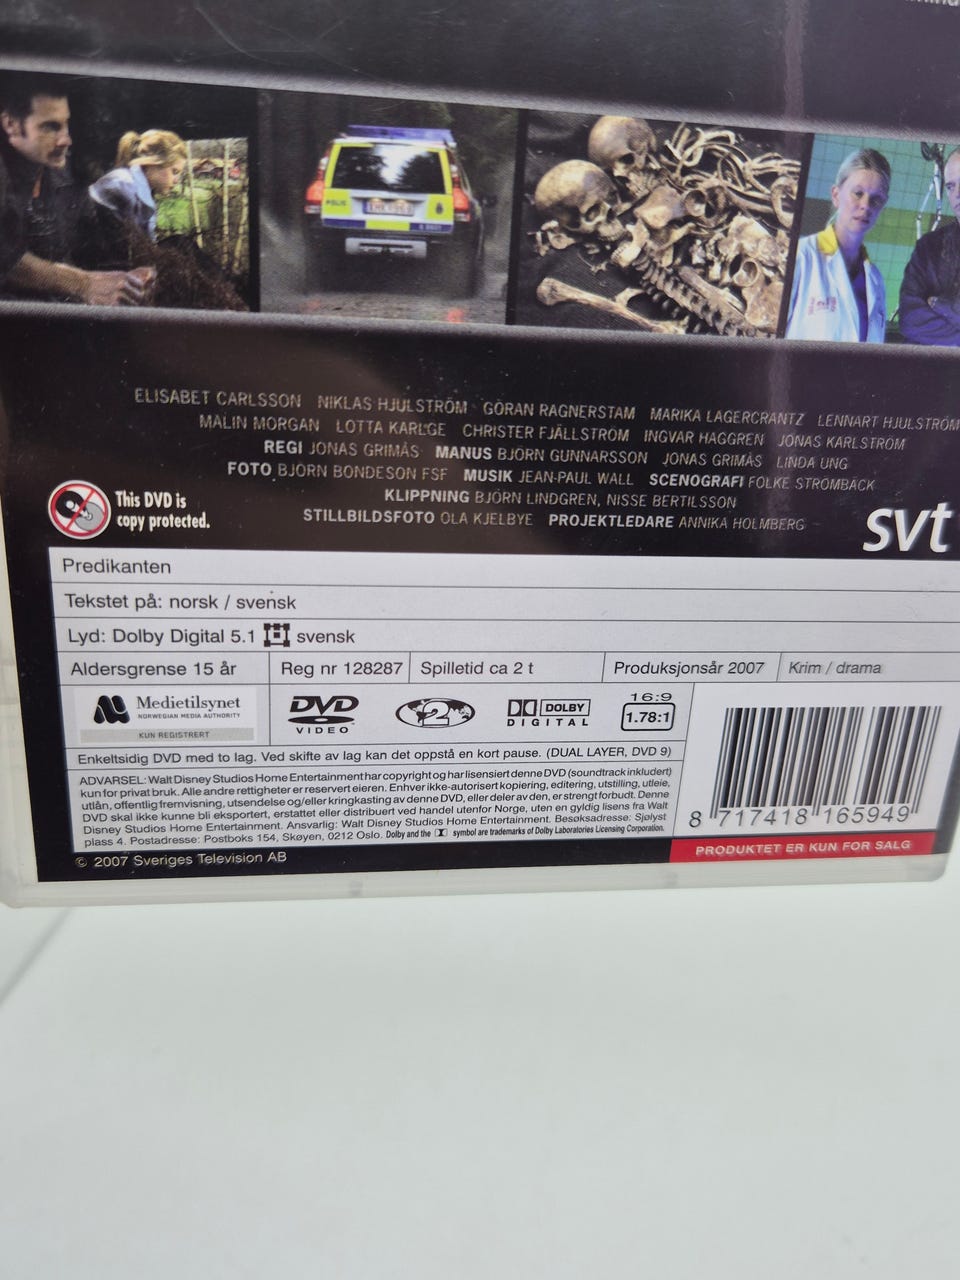 POLIS
ELISABET CARLSSON NIKLAS HJULSTRÖM GÖRAN RAGNERSTAM MARIKA LAGERCRANTZ LENNART HJULSTRÖM
MALIN MORGAN LOTTA KARLGE CHRISTER FJÄLLSTRÖM INGVAR HAGGREN JONAS KARLSTRÖM
REGI JONAS GRIMÅS MANUS BJÖRN GUNNARSSON JONAS GRIMÅS LINDA UNG
FOTO BJÖRN BONDESON FSF MUSIK JEAN-PAUL WALL SCENOGRAFI FOLKE STROMBÄCK
KLIPPNING BJÖRN LINDGREN, NISSE BERTILSSON
STILLBILDSFOTO OLA KJELBYE PROJEKTLEDARE ANNIKA HOLMBERG
This DVD is
copy protected.
svt
Predikanten
Tekstet på: norsk / svensk
Lyd: Dolby Digital 5.1 svensk
Aldersgrense 15 år Reg nr 128287 Spilletid ca 2 t Produksjonsår 2007 Krim / drama
Medietilsynet
NORWEGIAN MEDIA AUTHORITY
KUN REGISTRERT
DVD
VIDEO
2
DOLBY
DIGITAL
16:9
1.78:1
Enkeltsidig DVD med to lag. Ved skifte av lag kan det oppstå en kort pause. (DUAL LAYER, DVD 9)
ADVARSEL: Walt Disney Studios Home Entertainment har copyright og har lisensiert denne DVD (soundtrack inkludert)
kun for privat bruk. Alle andre rettigheter er reservert eieren. Enhver ikke-autorisert kopiering, editering, utstilling, utleie,
utlån, offentlig fremvisning, utsendelse og/eller kringkasting av denne DVD, eller deler av den, er strengt forbudt. Denne
DVD skal ikke kunne bli eksportert, erstattet eller distribuert ved handel utenfor Norge, uten en gyldig lisens fra Walt
Disney Studios Home Entertainment. Ansvarlig: Walt Disney Studios Home Entertainment. Besøksadresse: Sjølyst
plass 4. Postadresse: Postboks 154, Skøyen, 0212 Oslo. Dolby and the symbol are trademarks of Dolby Laboratories Licensing Corporation.
8 717418 165949
PRODUKTET ER KUN FOR SALG
© 2007 Sveriges Television AB